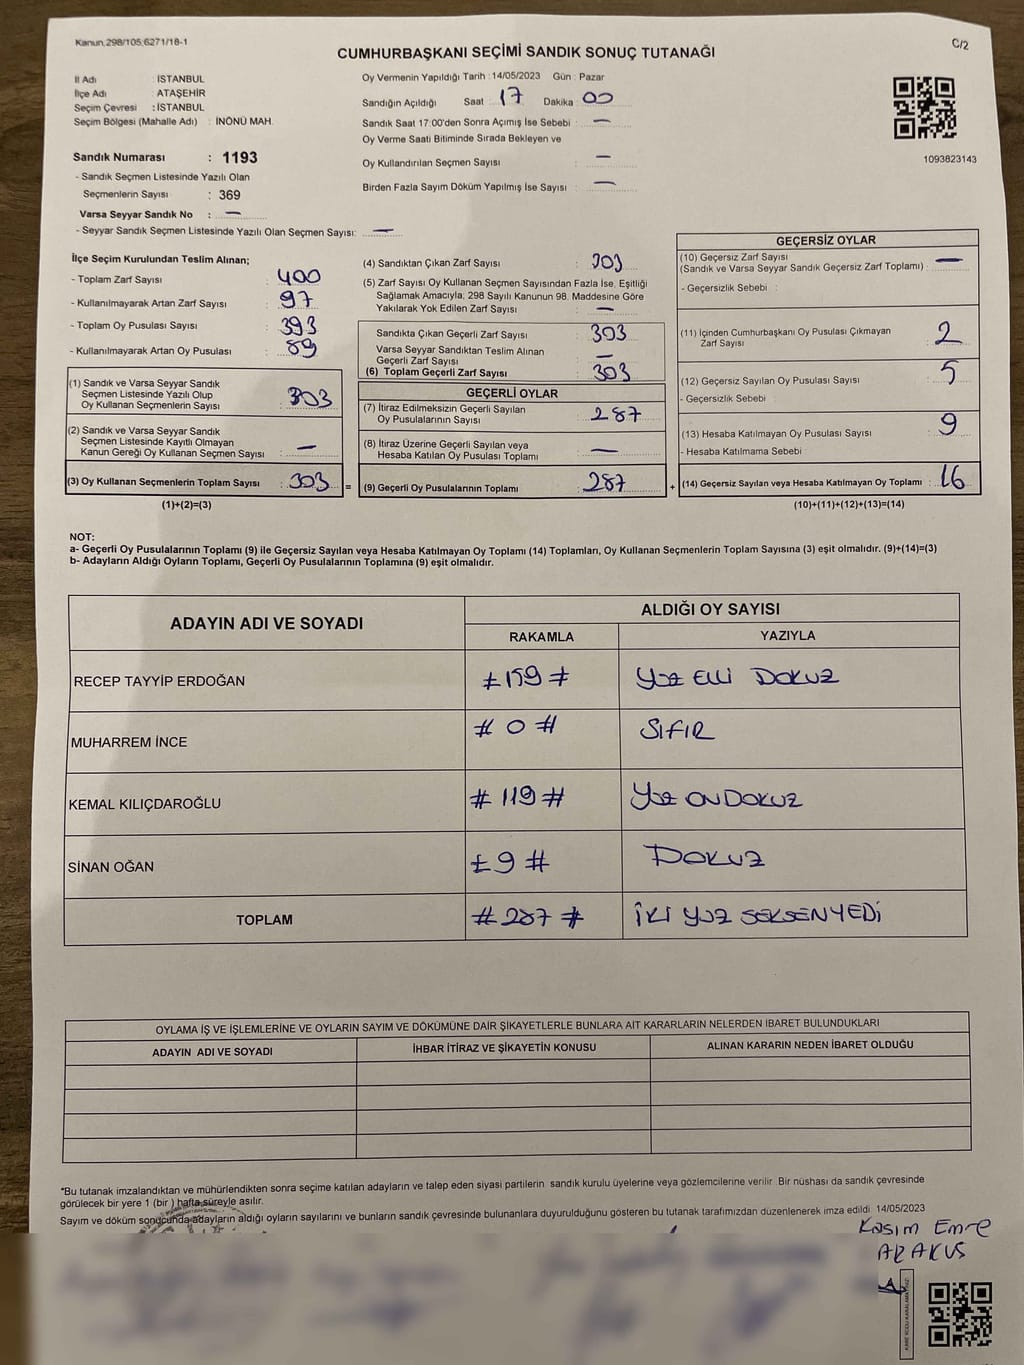 Kanun, 298/105,6271/18-1
C/2
CUMHURBAŞKANI SEÇİMİ SANDIK SONUÇ TUTANAĞI
İl Adı : İSTANBUL
İlçe Adı : ATAŞEHİR
Seçim Çevresi : İSTANBUL
Seçim Bölgesi (Mahalle Adı) : İNÖNÜ MAH.
Sandık Numarası : 1193
- Sandık Seçmen Listesinde Yazılı Olan
Seçmenlerin Sayısı : 369
Varsa Seyyar Sandık No : —
- Seyyar Sandık Seçmen Listesinde Yazılı Olan Seçmen Sayısı: —
Oy Vermenin Yapıldığı Tarih : 14/05/2023 Gün : Pazar
Sandığın Açıldığı Saat : 17 Dakika : 00
Sandık Saat 17:00'den Sonra Açımış İse Sebebi : —
Oy Verme Saati Bitiminde Sırada Bekleyen ve
Oy Kullandırılan Seçmen Sayısı : —
Birden Fazla Sayım Döküm Yapılmış İse Sayısı : —
1093823143
İlçe Seçim Kurulundan Teslim Alınan;
- Toplam Zarf Sayısı : 400
- Kullanılmayarak Artan Zarf Sayısı : 97
- Toplam Oy Pusulası Sayısı : 393
- Kullanılmayarak Artan Oy Pusulası : 89
(1) Sandık ve Varsa Seyyar Sandık
Seçmen Listesinde Yazılı Olup
Oy Kullanan Seçmenlerin Sayısı : 303
(2) Sandık ve Varsa Seyyar Sandık
Seçmen Listesinde Kayıtlı Olmayan
Kanun Gereği Oy Kullanan Seçmen Sayısı : —
(3) Oy Kullanan Seçmenlerin Toplam Sayısı : 303 =
(1)+(2)=(3)
(4) Sandıktan Çıkan Zarf Sayısı : 303
(5) Zarf Sayısı Oy Kullanan Seçmen Sayısından Fazla İse, Eşitliği
Sağlamak Amacıyla; 298 Sayılı Kanunun 98. Maddesine Göre
Yakılarak Yok Edilen Zarf Sayısı : —
Sandıkta Çıkan Geçerli Zarf Sayısı : 303
Varsa Seyyar Sandıktan Teslim Alınan
Geçerli Zarf Sayısı : —
(6) Toplam Geçerli Zarf Sayısı : 303
GEÇERLİ OYLAR
(7) İtiraz Edilmeksizin Geçerli Sayılan
Oy Pusulalarının Sayısı : 287
(8) İtiraz Üzerine Geçerli Sayılan veya
Hesaba Katılan Oy Pusulası Toplamı : —
(9) Geçerli Oy Pusulalarının Toplamı : 287 +
GEÇERSİZ OYLAR
(10) Geçersiz Zarf Sayısı
(Sandık ve Varsa Seyyar Sandık Geçersiz Zarf Toplamı) : —
- Geçersizlik Sebebi :
(11) İçinden Cumhurbaşkanı Oy Pusulası Çıkmayan
Zarf Sayısı : 2
(12) Geçersiz Sayılan Oy Pusulası Sayısı : 5
- Geçersizlik Sebebi
(13) Hesaba Katılmayan Oy Pusulası Sayısı : 9
- Hesaba Katılmama Sebebi
(14) Geçersiz Sayılan veya Hesaba Katılmayan Oy Toplamı : 16
(10)+(11)+(12)+(13)=(14)
NOT:
a- Geçerli Oy Pusulalarının Toplamı (9) ile Geçersiz Sayılan veya Hesaba Katılmayan Oy Toplamı (14) Toplamları, Oy Kullanan Seçmenlerin Toplam Sayısına (3) eşit olmalıdır. (9)+(14)=(3)
b- Adayların Aldığı Oyların Toplamı, Geçerli Oy Pusulalarının Toplamına (9) eşit olmalıdır.
ADAYIN ADI VE SOYADI
ALDIĞI OY SAYISI
RAKAMLA
YAZIYLA
RECEP TAYYİP ERDOĞAN # 159 # YÜZ ELLİ DOKUZ
MUHARREM İNCE # 0 # SIFIR
KEMAL KILIÇDAROĞLU # 119 # YÜZ ON DOKUZ
SİNAN OĞAN # 9 # DOKUZ
TOPLAM # 287 # İKİ YÜZ SEKSEN YEDİ
OYLAMA İŞ VE İŞLEMLERİNE VE OYLARIN SAYIM VE DÖKÜMÜNE DAİR ŞİKAYETLERLE BUNLARA AİT KARARLARIN NELERDEN İBARET BULUNDUKLARI
ADAYIN ADI VE SOYADI
İHBAR İTİRAZ VE ŞİKAYETİN KONUSU
ALINAN KARARIN NEDEN İBARET OLDUĞU
*Bu tutanak imzalandıktan ve mühürlendikten sonra seçime katılan adayların ve talep eden siyasi partilerin sandık kurulu üyelerine veya gözlemcilerine verilir. Bir nüshası da sandık çevresinde
görülecek bir yere 1 (bir ) hafta süreyle asılır.
Sayım ve döküm sonucunda adayların aldığı oyların sayılarını ve bunların sandık çevresinde bulunanlara duyurulduğunu gösteren bu tutanak tarafımızdan düzenlenerek imza edildi. 14/05/2023
Kasım Emre